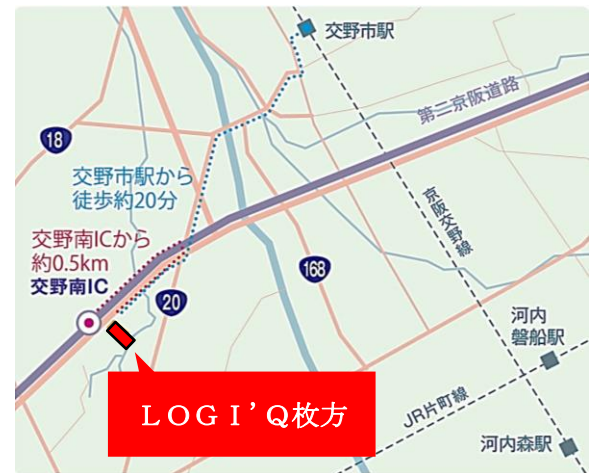 交野市駅
第二京阪道路
18
交野市駅から
徒歩約20分
京阪交野線
交野南ICから
約0.5km
交野南IC
168
20
河内
磐船駅
LOGI’Q枚方
JR片町線
河内森駅